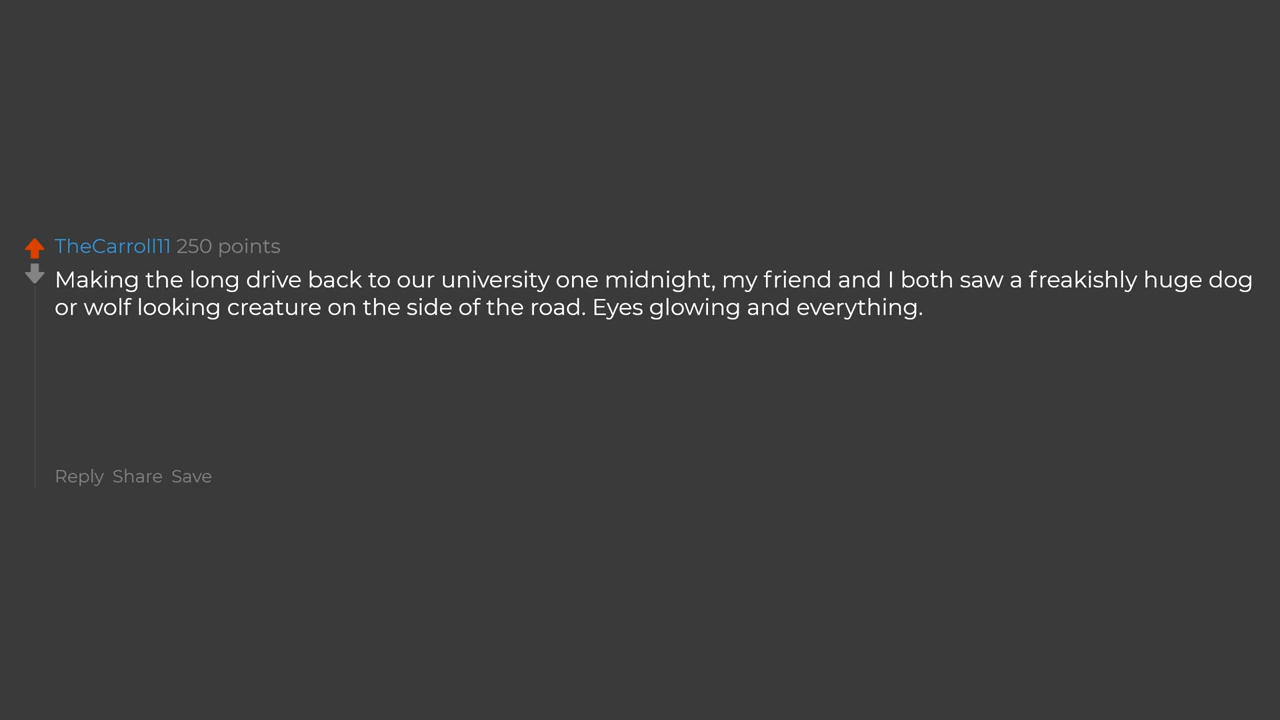 TheCarroll11 250 points
Making the long drive back to our university one midnight, my friend and I both saw a freakishly huge dog
or wolf looking creature on the side of the road. Eyes glowing and everything.
Reply Share Save